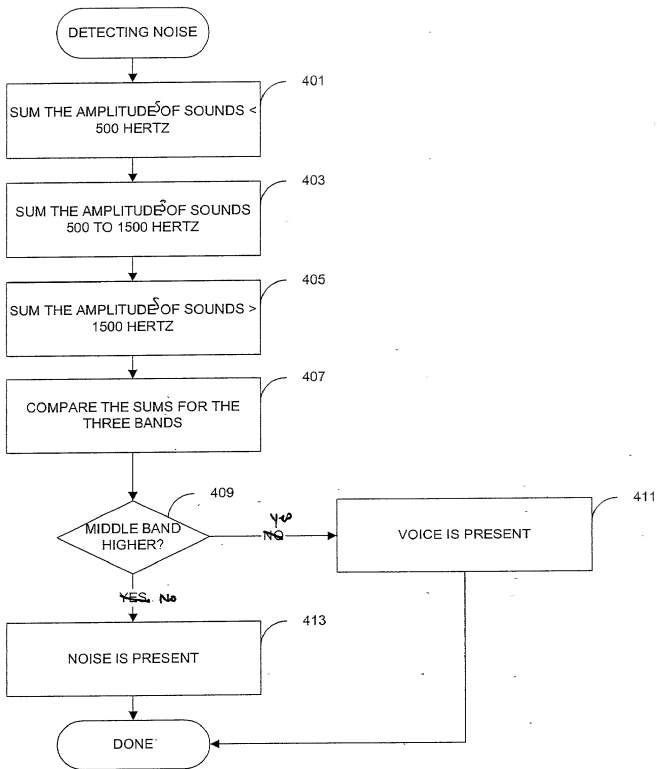 DETECTING NOISE
401
SUM THE AMPLITUDES OF SOUNDS <
500 HERTZ
403
SUM THE AMPLITUDES OF SOUNDS
500 TO 1500 HERTZ
405
SUM THE AMPLITUDES OF SOUNDS >
1500 HERTZ
407
COMPARE THE SUMS FOR THE
THREE BANDS
409
MIDDLE BAND
HIGHER?
Yes
NO
411
VOICE IS PRESENT
YES No
413
NOISE IS PRESENT
DONE